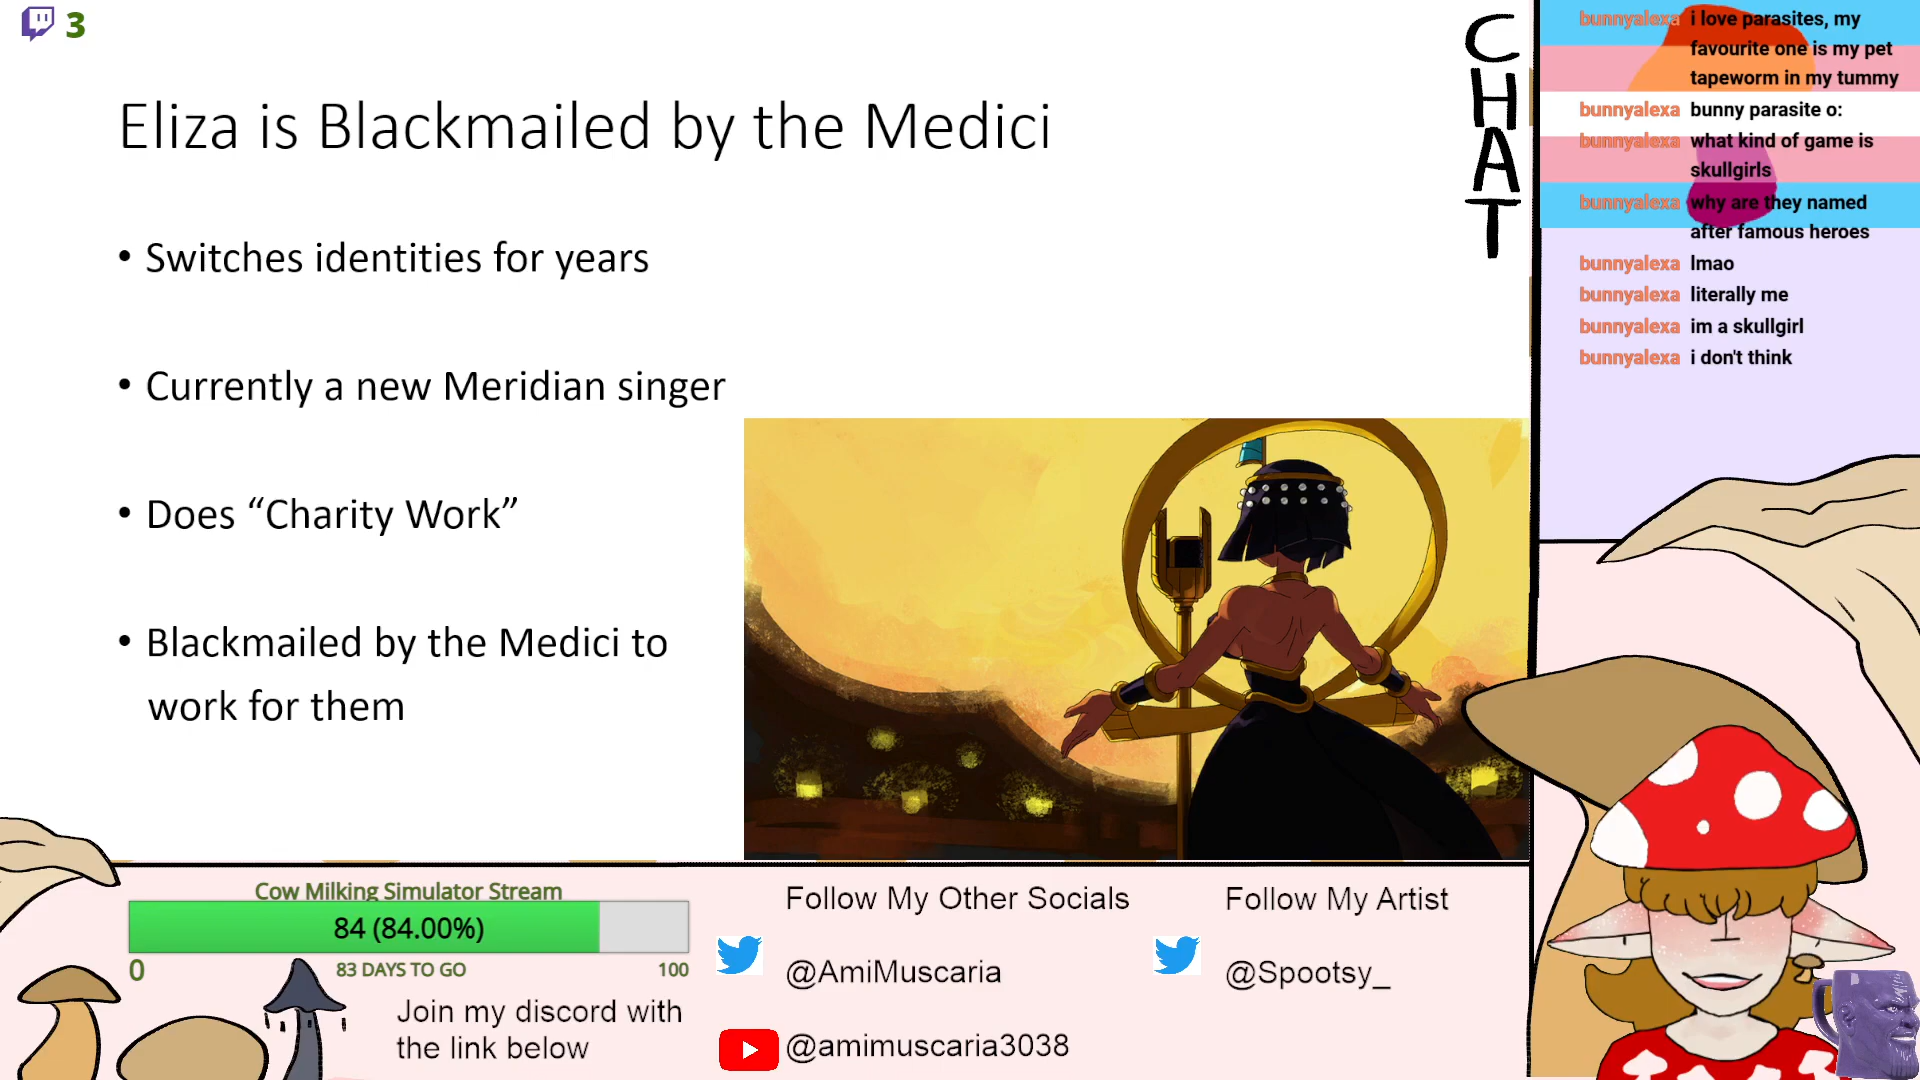 3
Eliza is Blackmailed by the Medici
• Switches identities for years
• Currently a new Meridian singer
• Does “Charity Work”
• Blackmailed by the Medici to
work for them
CHAT
bunnyalexa i love parasites, my
favourite one is my pet
tapeworm in my tummy
bunnyalexa bunny parasite o:
bunnyalexa what kind of game is
skullgirls
bunnyalexa why are they named
after famous heroes
bunnyalexa lmao
bunnyalexa literally me
bunnyalexa im a skullgirl
bunnyalexa i don't think
Cow Milking Simulator Stream
84 (84.00%)
0
83 DAYS TO GO
100
Join my discord with
the link below
Follow My Other Socials
@AmiMuscaria
@amimuscaria3038
Follow My Artist
@Spootsy_